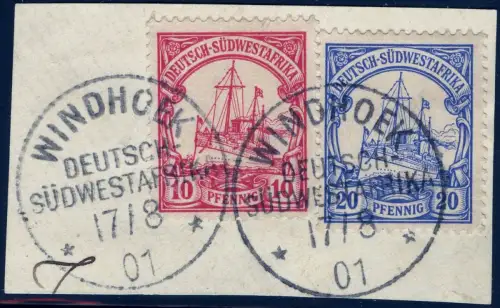 DEUTSCH-SÜDWESTAFRIKA
10 PFENNIG 10
DEUTSCH-SÜDWESTAFRIKA
20 PFENNIG 20
WINDHOEK
DEUTSCH-
SÜDWESTAFRIKA
17/8
* *
01
WINDHOEK
DEUTSCH-
SÜDWESTAFRIKA
17/8
* *
01